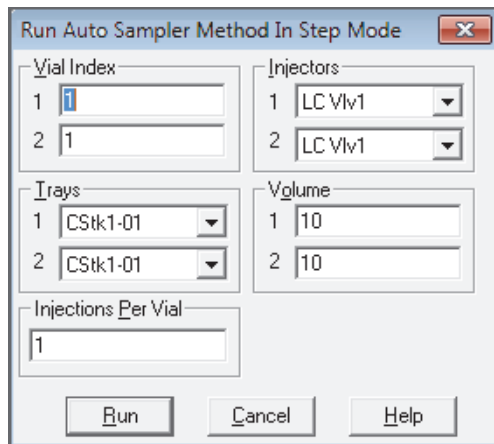 Run Auto Sampler Method In Step Mode
Vial Index
1 1
2 1
Injectors
1 LC Vlv1
2 LC Vlv1
Trays
1 CStk1-01
2 CStk1-01
Volume
1 10
2 10
Injections Per Vial
1
Run Cancel Help